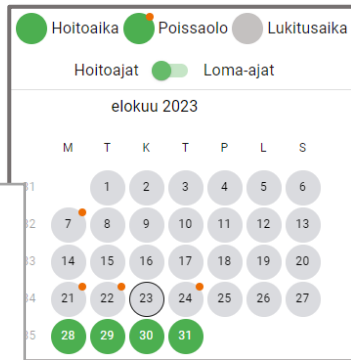 Hoitoaika Poissaolo Lukitusaika
Hoitoajat Loma-ajat
elokuu 2023
M T K T P L S
31 1 2 3 4 5 6
32 7 8 9 10 11 12 13
33 14 15 16 17 18 19 20
34 21 22 23 24 25 26 27
35 28 29 30 31